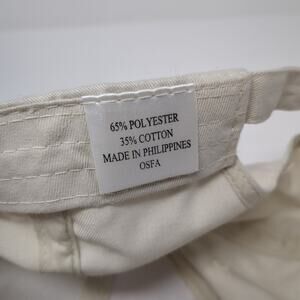 65% POLYESTER
35% COTTON
MADE IN PHILIPPINES
OSFA